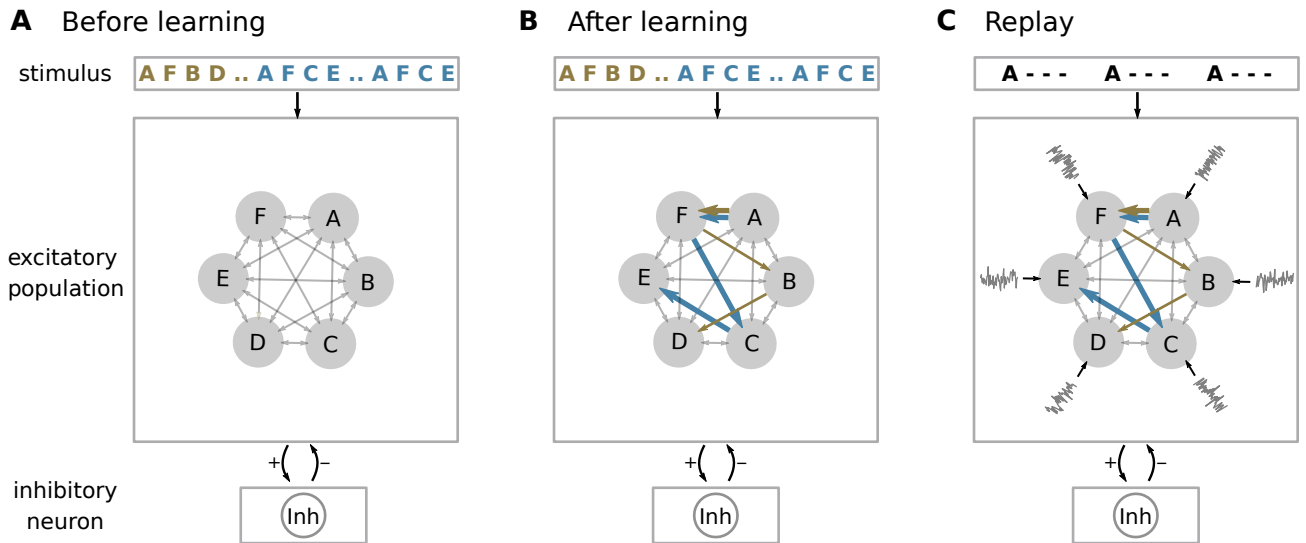 A Before learning
B After learning
C Replay
stimulus
A F B D .. A F C E .. A F C E
A F B D .. A F C E .. A F C E
A - - - A - - - A - - -
excitatory
population
F A
E B
D C
F A
E B
D C
F A
E B
D C
+ −
+ −
+ −
inhibitory
neuron
Inh
Inh
Inh